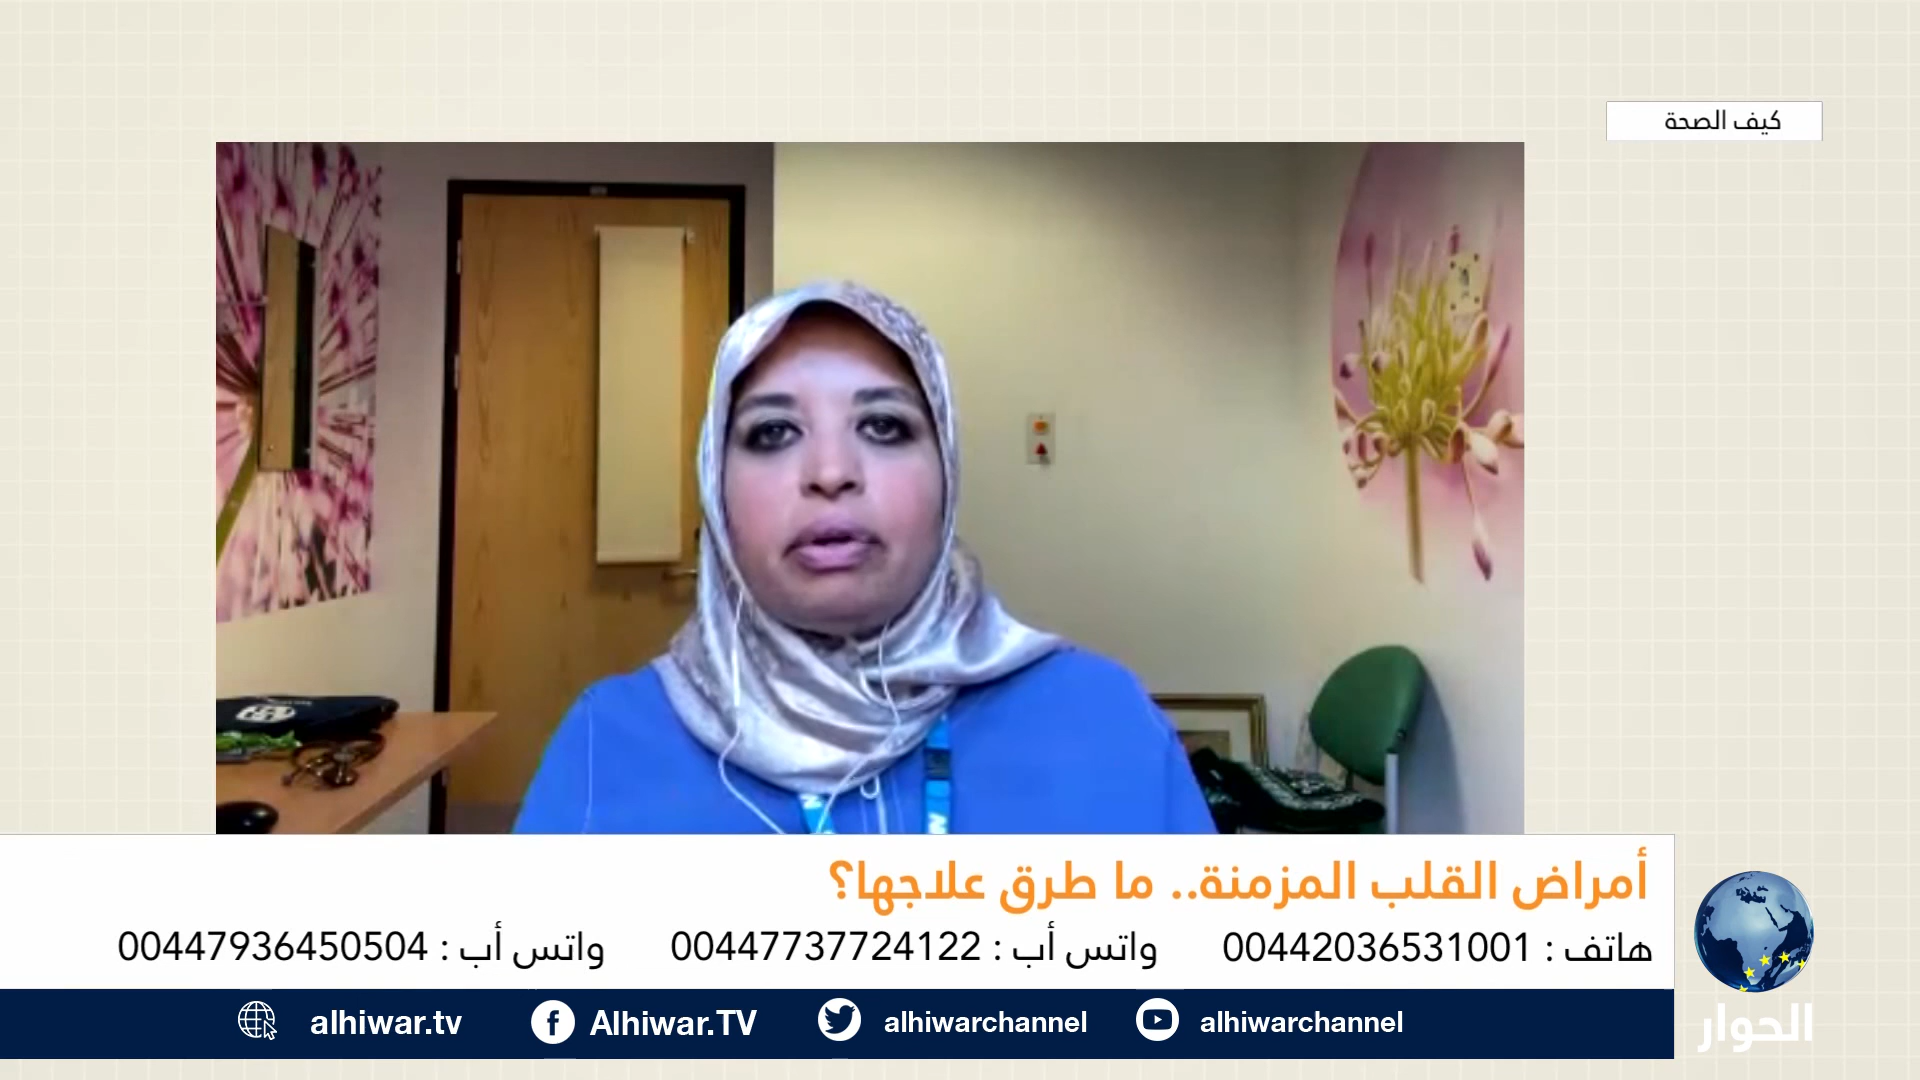 كيف الصحة
أمراض القلب المزمنة.. ما طرق علاجها؟
هاتف : 00442036531001 واتس أب : 00447737724122 واتس أب : 00447936450504
alhiwar.tv Alhiwar.TV alhiwarchannel alhiwarchannel
الحوار